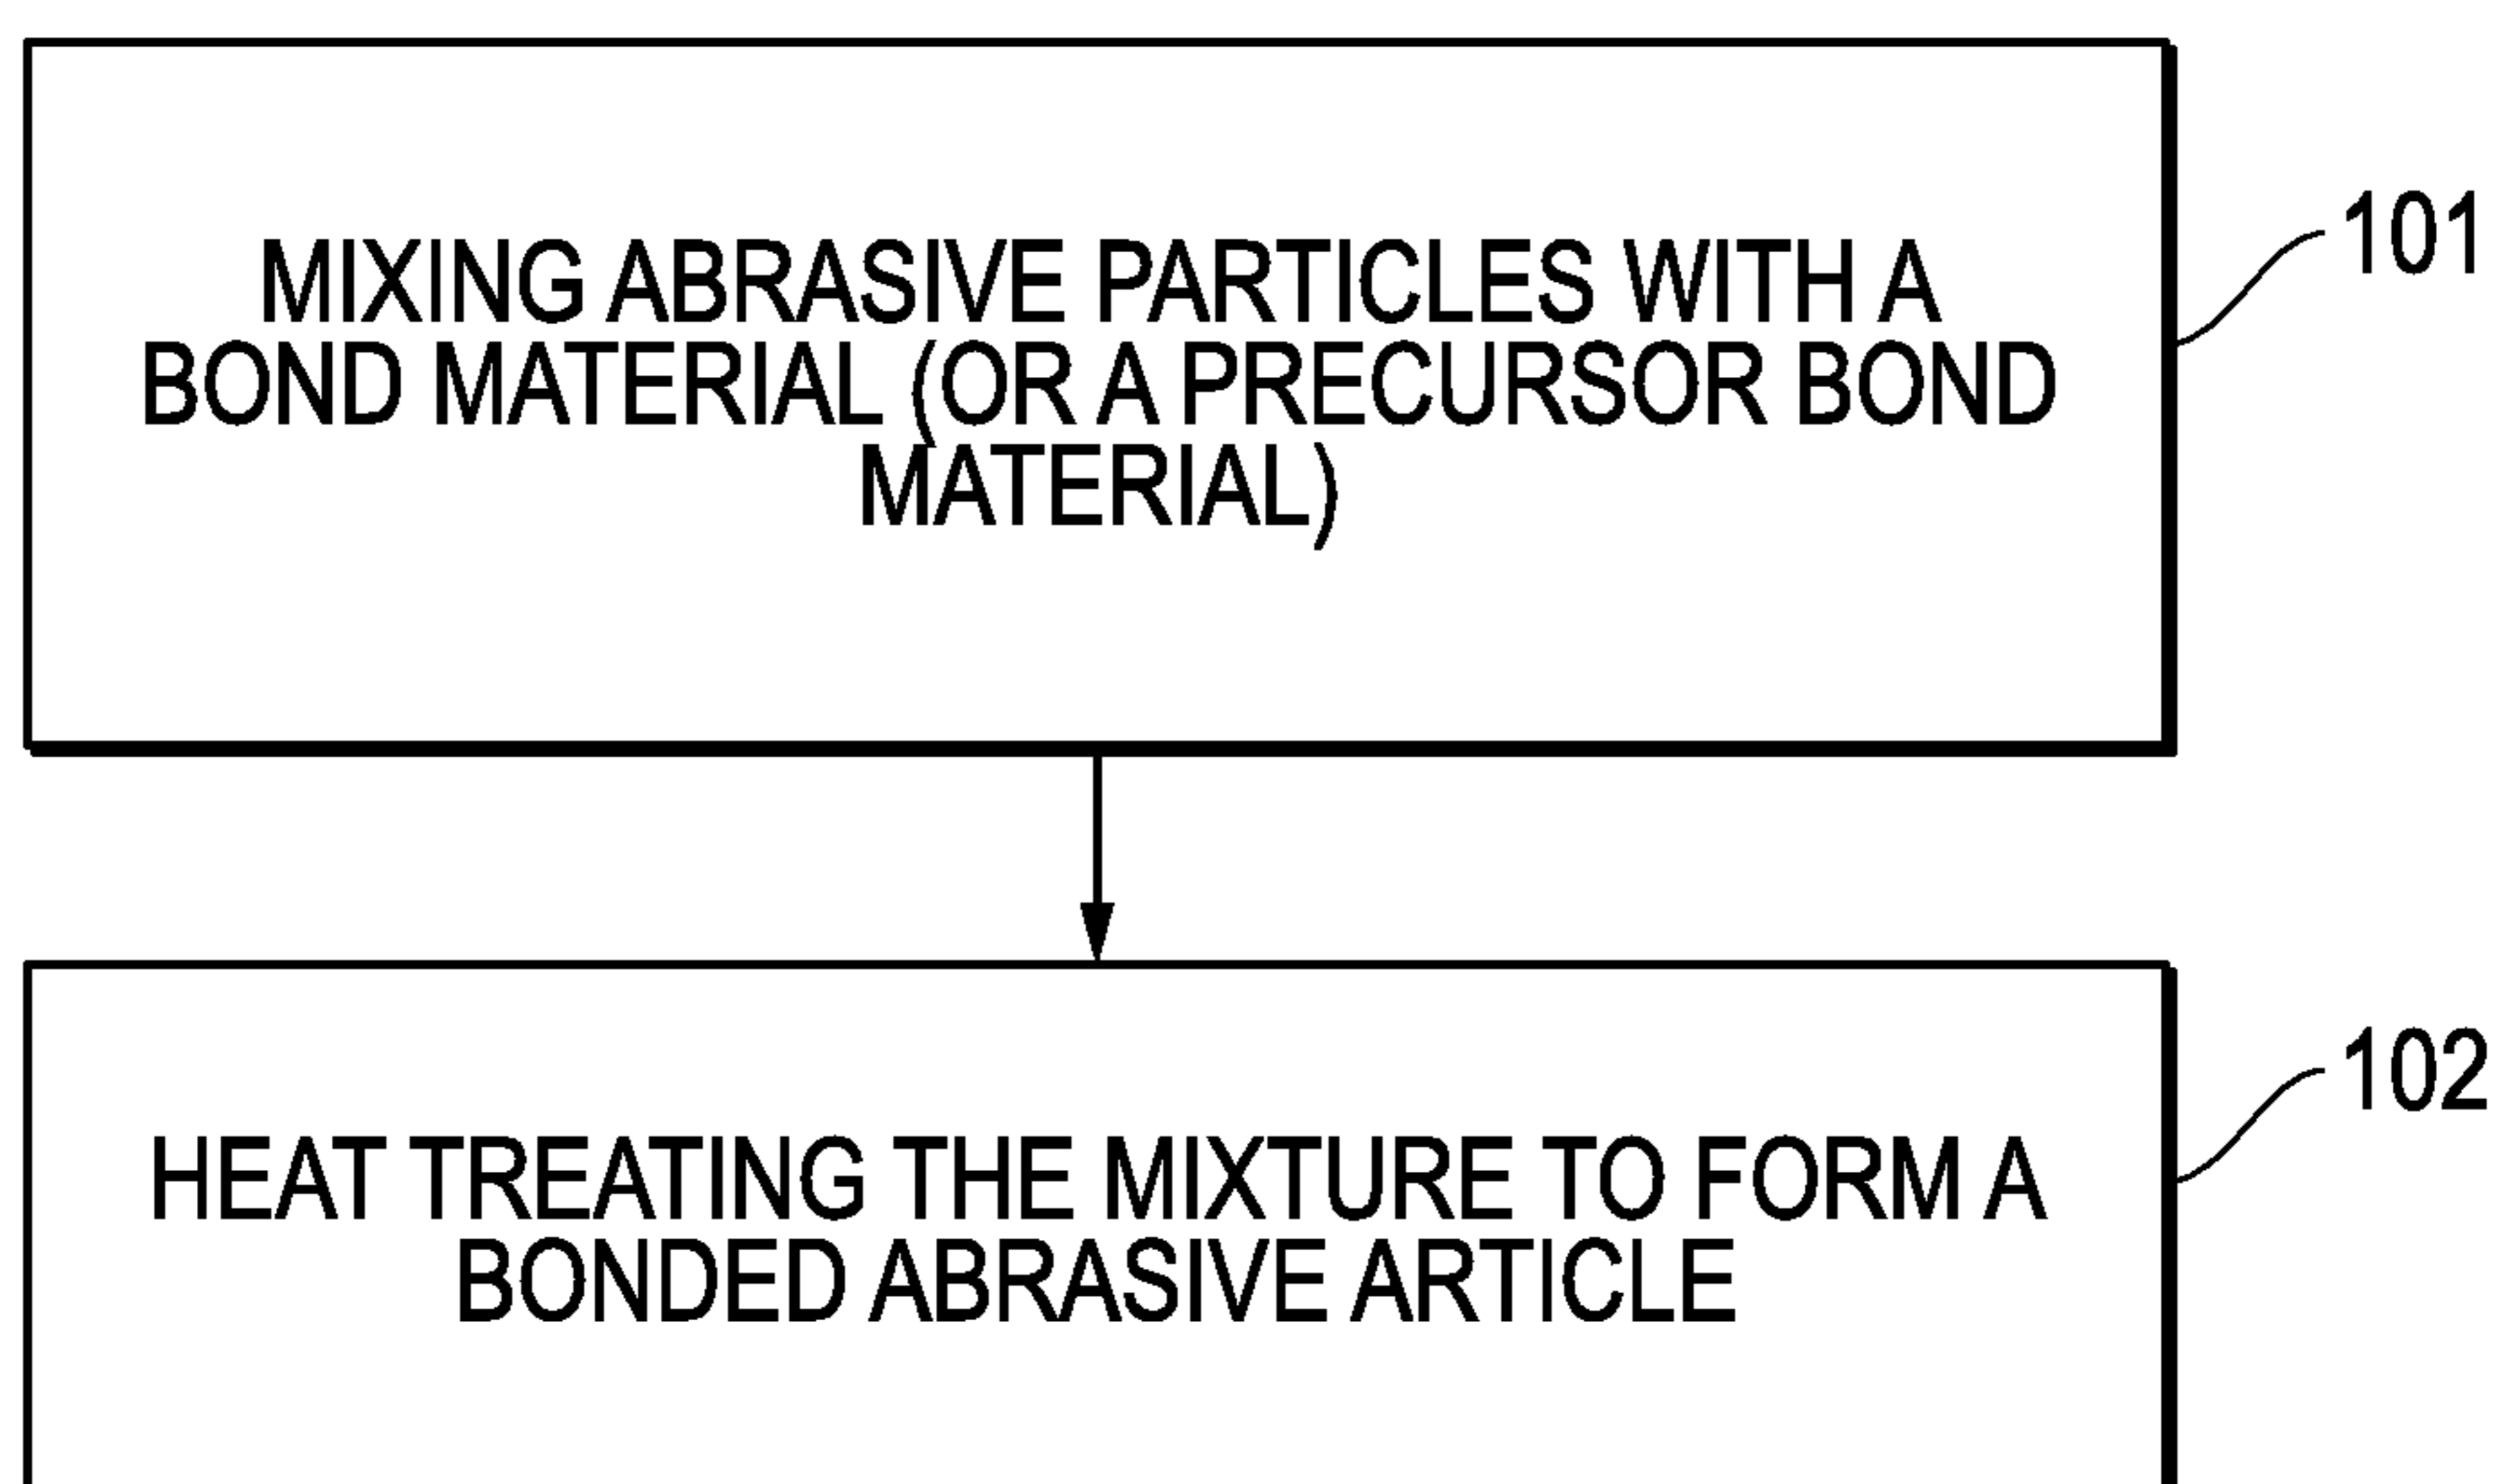 MIXING ABRASIVE PARTICLES WITH A
BOND MATERIAL (OR A PRECURSOR BOND
MATERIAL)
101
HEAT TREATING THE MIXTURE TO FORM A
BONDED ABRASIVE ARTICLE
102